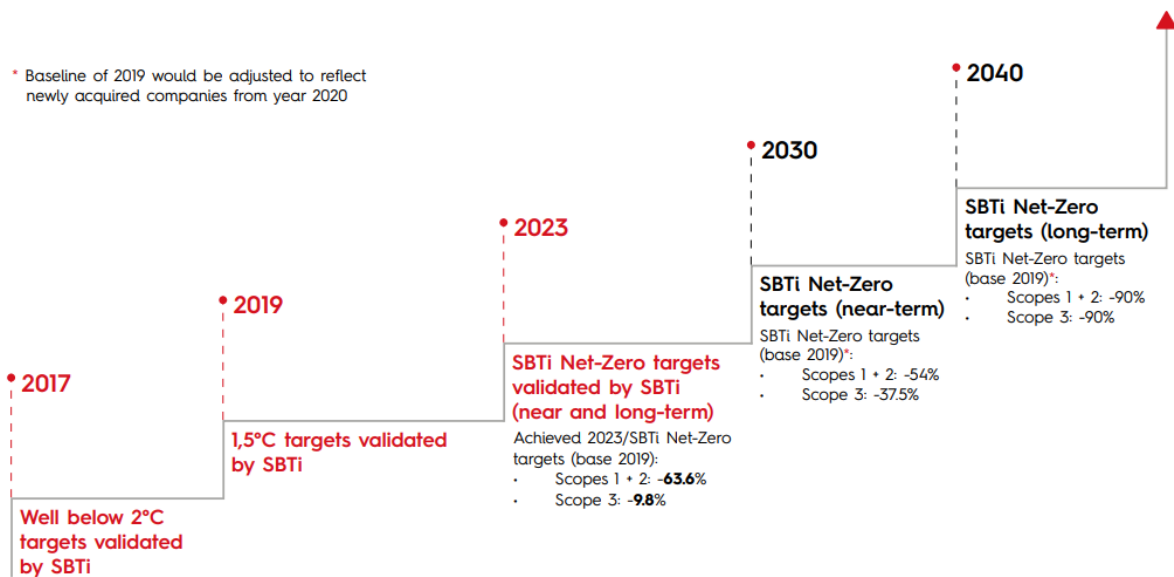 * Baseline of 2019 would be adjusted to reflect
newly acquired companies from year 2020
2017
Well below 2°C
targets validated
by SBTi
2019
1,5°C targets validated
by SBTi
2023
SBTi Net-Zero targets
validated by SBTi
(near and long-term)
Achieved 2023/SBTi Net-Zero
targets (base 2019):
• Scopes 1 + 2: -63.6%
• Scope 3: -9.8%
2030
SBTi Net-Zero
targets (near-term)
SBTi Net-Zero targets
(base 2019)*:
• Scopes 1 + 2: -54%
• Scope 3: -37.5%
2040
SBTi Net-Zero
targets (long-term)
SBTi Net-Zero targets
(base 2019)*:
• Scopes 1 + 2: -90%
• Scope 3: -90%